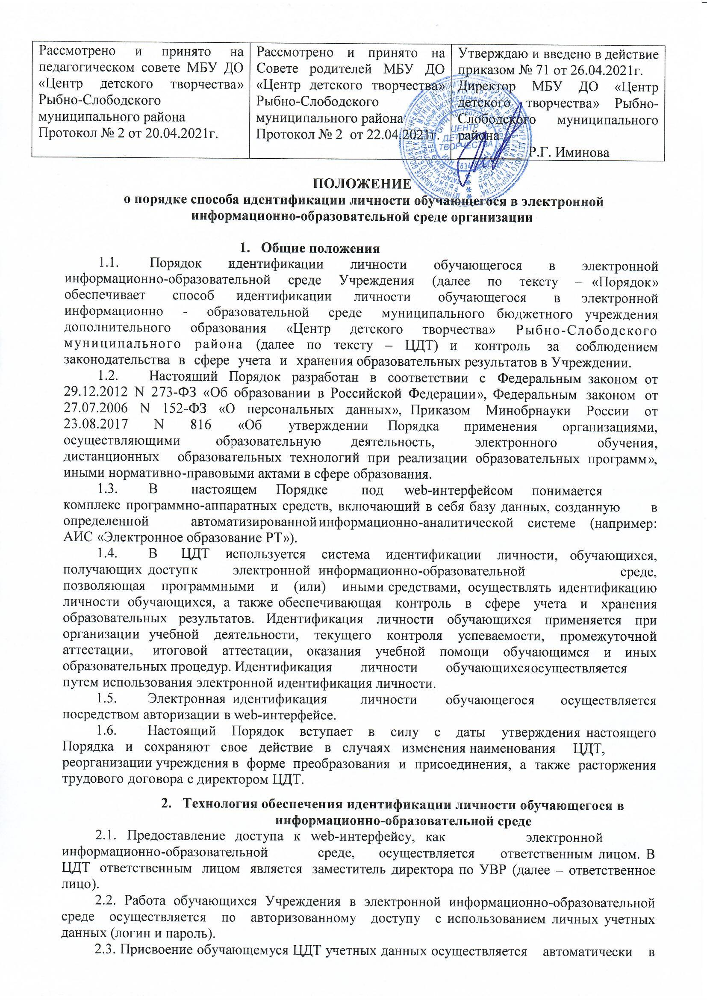 Рассмотрено и принято на
педагогическом совете МБУ ДО
«Центр детского творчества»
Рыбно-Слободского
муниципального района
Протокол № 2 от 20.04.2021г.
Рассмотрено и принято на
Совете родителей МБУ ДО
«Центр детского творчества»
Рыбно-Слободского
муниципального района
Протокол № 2 от 22.04.2021г.
Утверждаю и введено в действие
приказом № 71 от 26.04.2021г.
Директор МБУ ДО «Центр
детского творчества» Рыбно-
Слободского муниципального
района
Р.Г. Иминова
ЦЕНТР
ДЕТСКОГО
ТВОРЧЕСТВА
ПОЛОЖЕНИЕ
о порядке способа идентификации личности обучающегося в электронной
информационно-образовательной среде организации
1. Общие положения
1.1. Порядок идентификации личности обучающегося в электронной
информационно-образовательной среде Учреждения (далее по тексту – «Порядок»
обеспечивает способ идентификации личности обучающегося в электронной
информационно - образовательной среде муниципального бюджетного учреждения
дополнительного образования «Центр детского творчества» Рыбно-Слободского
муниципального района (далее по тексту – ЦДТ) и контроль за соблюдением
законодательства в сфере учета и хранения образовательных результатов в Учреждении.
1.2. Настоящий Порядок разработан в соответствии с Федеральным законом от
29.12.2012 N 273-ФЗ «Об образовании в Российской Федерации», Федеральным законом от
27.07.2006 N 152-ФЗ «О персональных данных», Приказом Минобрнауки России от
23.08.2017 N 816 «Об утверждении Порядка применения организациями,
осуществляющими образовательную деятельность, электронного обучения,
дистанционных образовательных технологий при реализации образовательных программ»,
иными нормативно-правовыми актами в сфере образования.
1.3. В настоящем Порядке под web-интерфейсом понимается
комплекс программно-аппаратных средств, включающий в себя базу данных, созданную в
определенной автоматизированной информационно-аналитической системе (например:
АИС «Электронное образование РТ»).
1.4. В ЦДТ используется система идентификации личности, обучающихся,
получающих доступ к электронной информационно-образовательной среде,
позволяющая программными и (или) иными средствами, осуществлять идентификацию
личности обучающихся, а также обеспечивающая контроль в сфере учета и хранения
образовательных результатов. Идентификация личности обучающихся применяется при
организации учебной деятельности, текущего контроля успеваемости, промежуточной
аттестации, итоговой аттестации, оказания учебной помощи обучающимся и иных
образовательных процедур. Идентификация личности обучающихсяосуществляется
путем использования электронной идентификация личности.
1.5. Электронная идентификация личности обучающегося осуществляется
посредством авторизации в web-интерфейсе.
1.6. Настоящий Порядок вступает в силу с даты утверждения настоящего
Порядка и сохраняют свое действие в случаях изменения наименования ЦДТ,
реорганизации учреждения в форме преобразования и присоединения, а также расторжения
трудового договора с директором ЦДТ.
2. Технология обеспечения идентификации личности обучающегося в
информационно-образовательной среде
2.1. Предоставление доступа к web-интерфейсу, как электронной
информационно-образовательной среде, осуществляется ответственным лицом. В
ЦДТ ответственным лицом является заместитель директора по УВР (далее – ответственное
лицо).
2.2. Работа обучающихся Учреждения в электронной информационно-образовательной
среде осуществляется по авторизованному доступу с использованием личных учетных
данных (логин и пароль).
2.3. Присвоение обучающемуся ЦДТ учетных данных осуществляется автоматически в